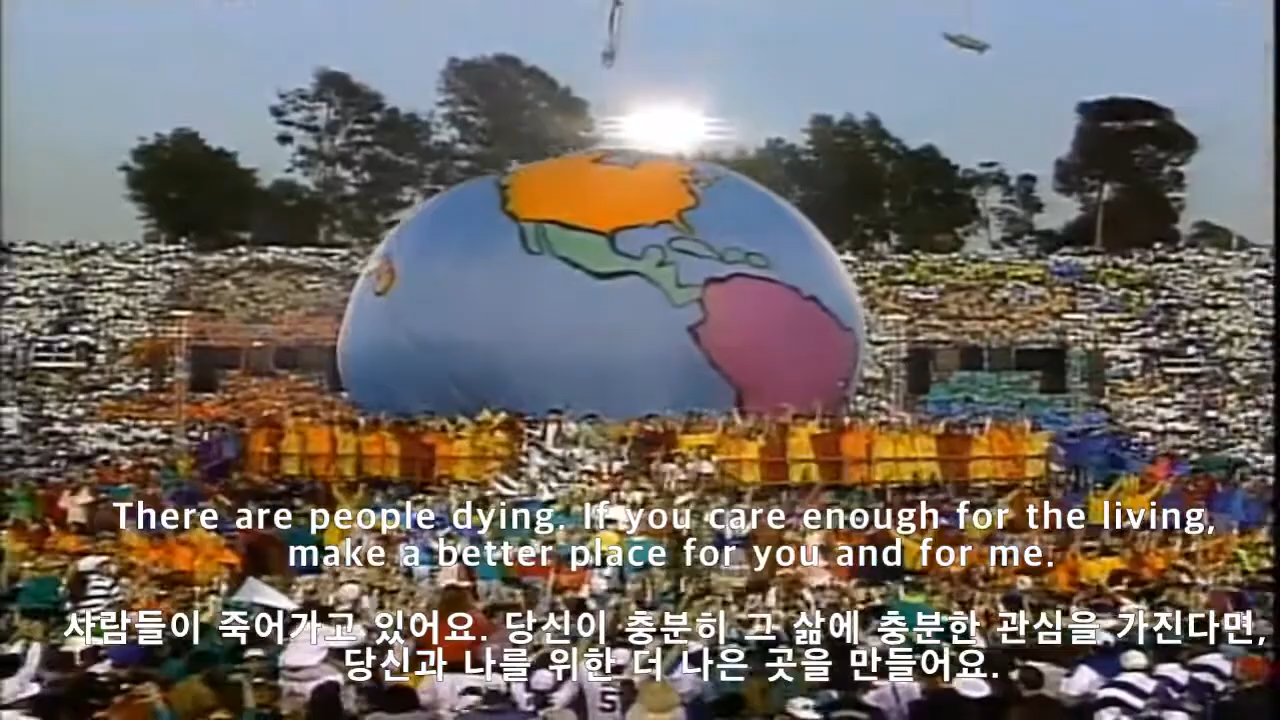 There are people dying. If you care enough for the living,
make a better place for you and for me.
사람들이 죽어가고 있어요. 당신이 충분히 그 삶에 충분한 관심을 가진다면,
당신과 나를 위한 더 나은 곳을 만들어요.
5